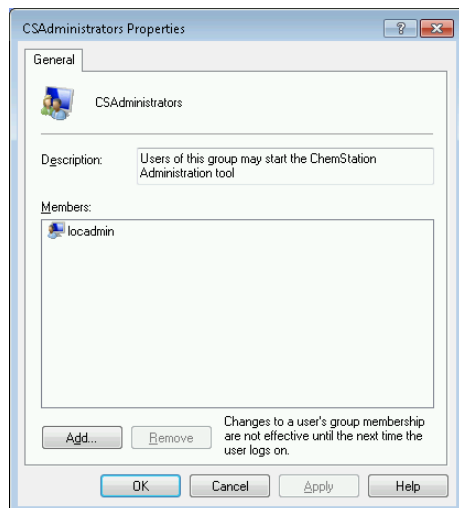 CSAdministrators Properties
General
CSAdministrators
Description:
Users of this group may start the ChemStation
Administration tool
Members:
locadmin
Add...
Remove
Changes to a user's group membership
are not effective until the next time the
user logs on.
OK
Cancel
Apply
Help